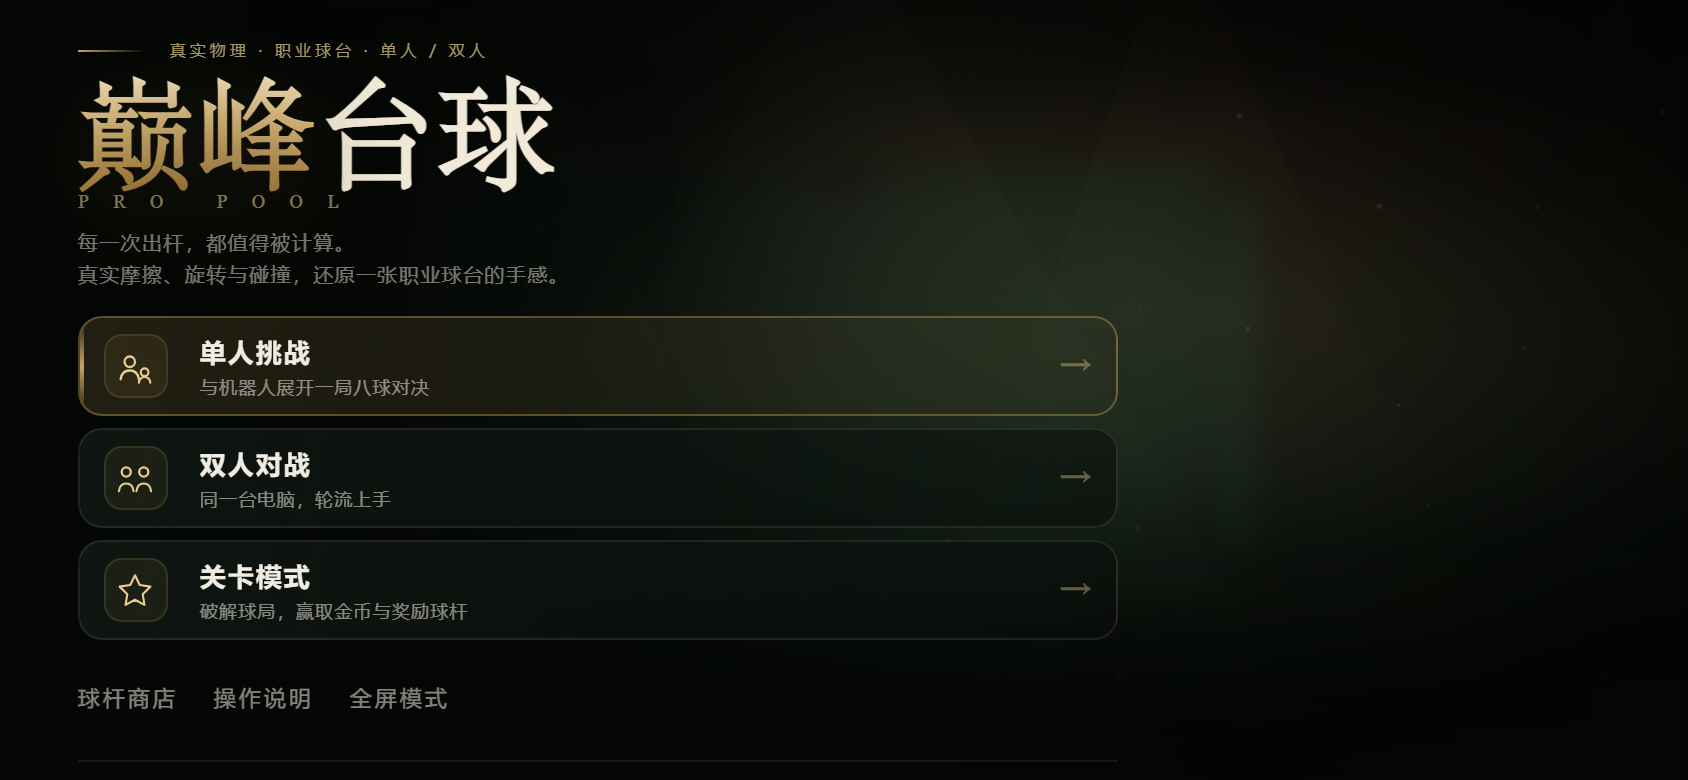 真实物理 · 职业球台 · 单人 / 双人
巅峰台球
PRO POOL
每一次出杆，都值得被计算。
真实摩擦、旋转与碰撞，还原一张职业球台的手感。
单人挑战
与机器人展开一局八球对决
→
双人对战
同一台电脑，轮流上手
→
关卡模式
破解球局，赢取金币与奖励球杆
→
球杆商店 操作说明 全屏模式